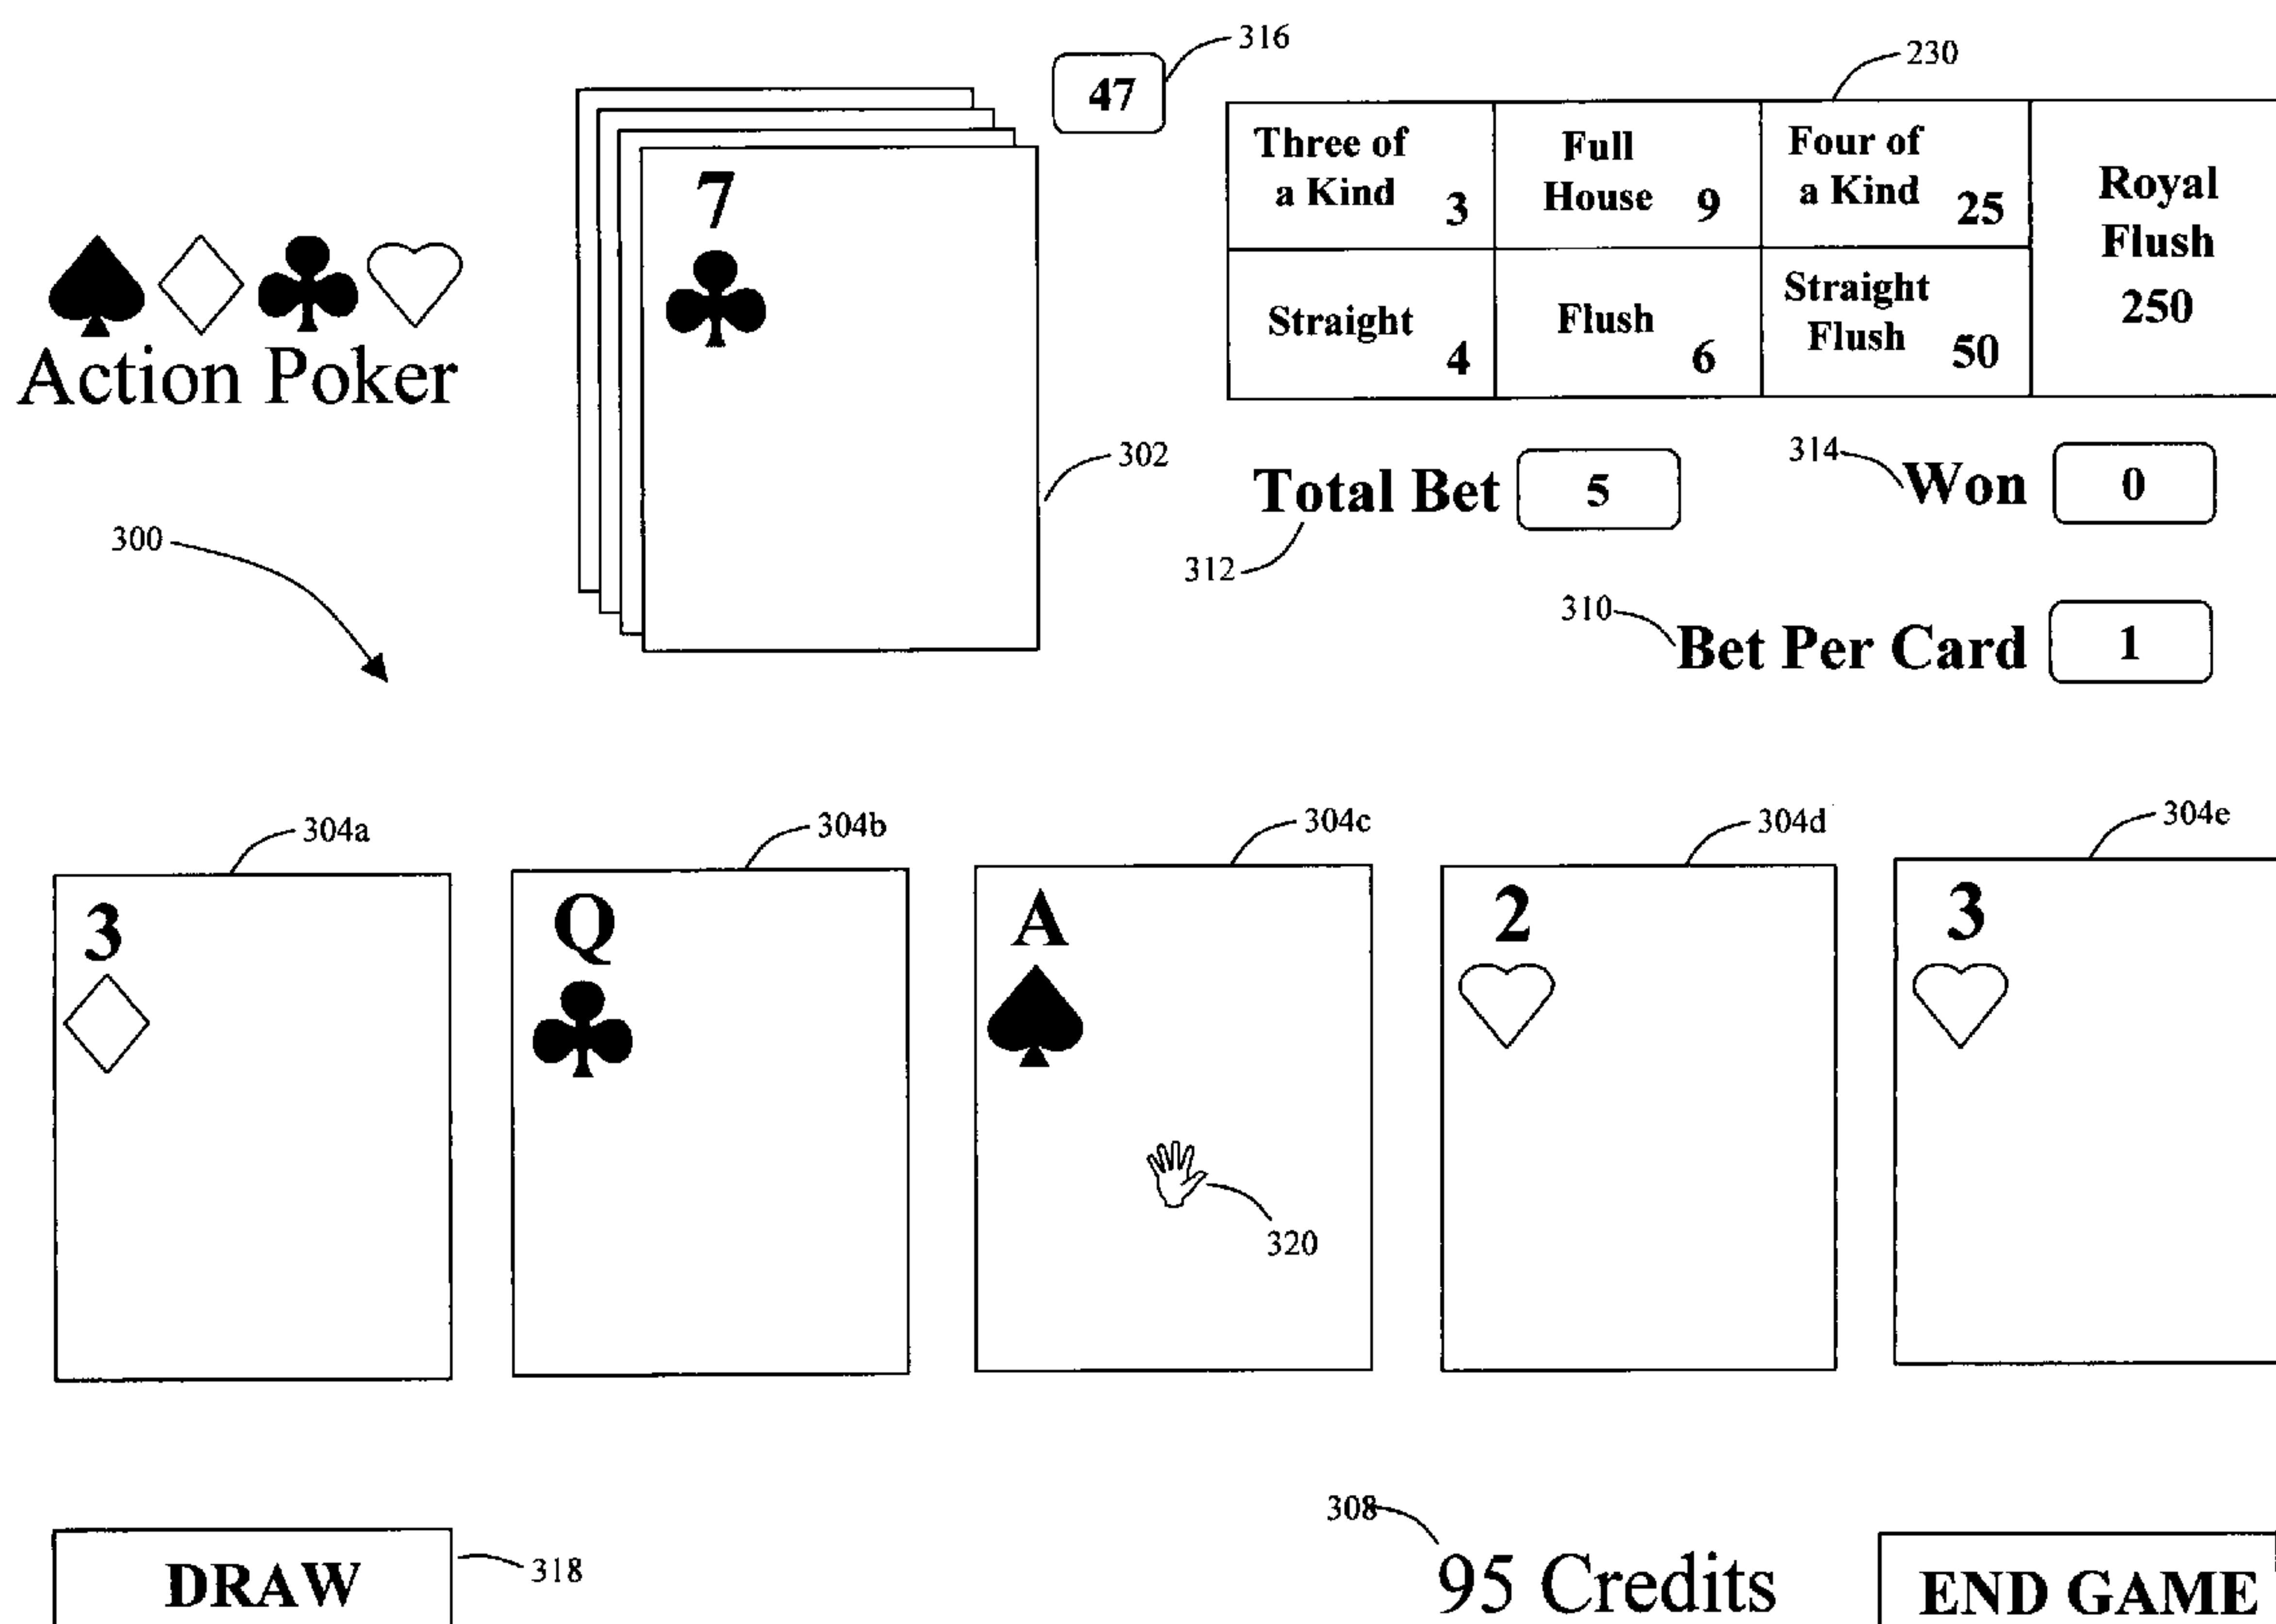 316
47
230
Three of
a Kind 3
Full
House 9
Four of
a Kind 25
Royal
Flush
250
Straight
4
Flush
6
Straight
Flush 50
7
Action Poker
302
300
Total Bet 5
312
314
Won 0
310
Bet Per Card 1
304a
304b
304c
304d
304e
3
Q
A
2
3
320
308
DRAW
318
95 Credits
END GAME